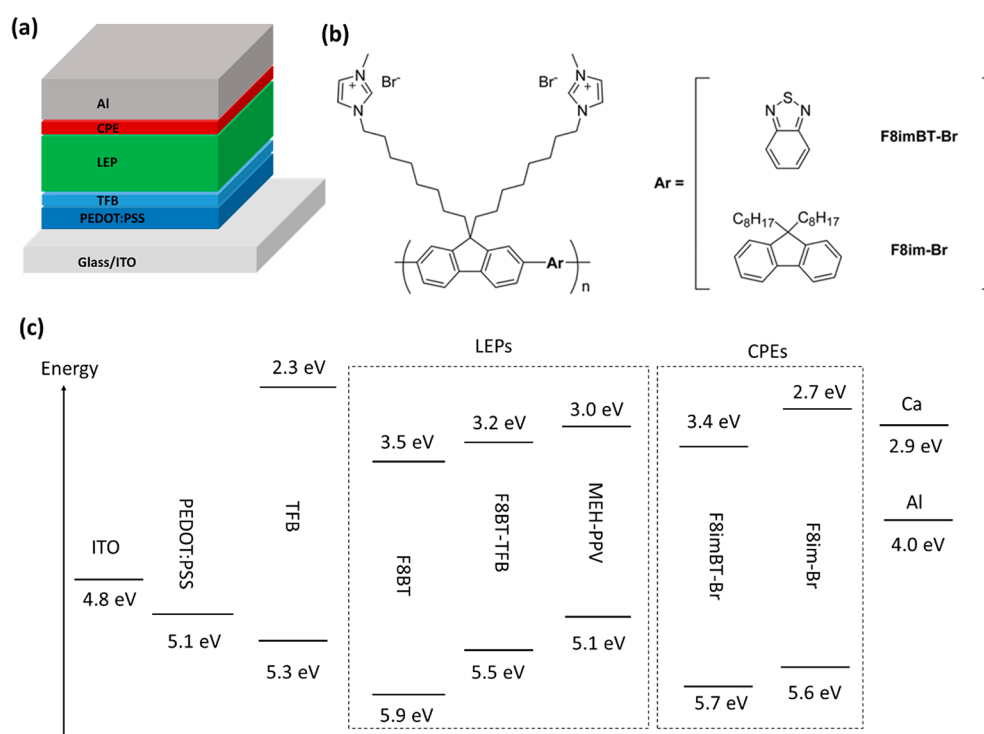 (a)
Al
CPE
LEP
TFB
PEDOT:PSS
Glass/ITO
(b)
N
+
N
Br-
N
+
N
Br-
Ar
n
Ar =
S
N N
F8imBT-Br
C8H17 C8H17
F8im-Br
(c)
Energy
LEPs
CPEs
ITO
4.8 eV
PEDOT:PSS
5.1 eV
2.3 eV
TFB
5.3 eV
3.5 eV
F8BT
5.9 eV
3.2 eV
F8BT-TFB
5.5 eV
3.0 eV
MEH-PPV
5.1 eV
3.4 eV
F8imBT-Br
5.7 eV
2.7 eV
F8im-Br
5.6 eV
Ca
2.9 eV
Al
4.0 eV